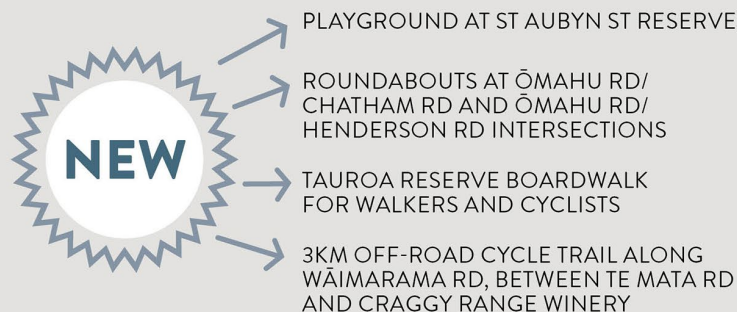 NEW
PLAYGROUND AT ST AUBYN ST RESERVE
ROUNDABOUTS AT ŌMAHU RD/
CHATHAM RD AND ŌMAHU RD/
HENDERSON RD INTERSECTIONS
TAUROA RESERVE BOARDWALK
FOR WALKERS AND CYCLISTS
3KM OFF-ROAD CYCLE TRAIL ALONG
WĀIMARAMA RD, BETWEEN TE MATA RD
AND CRAGGY RANGE WINERY